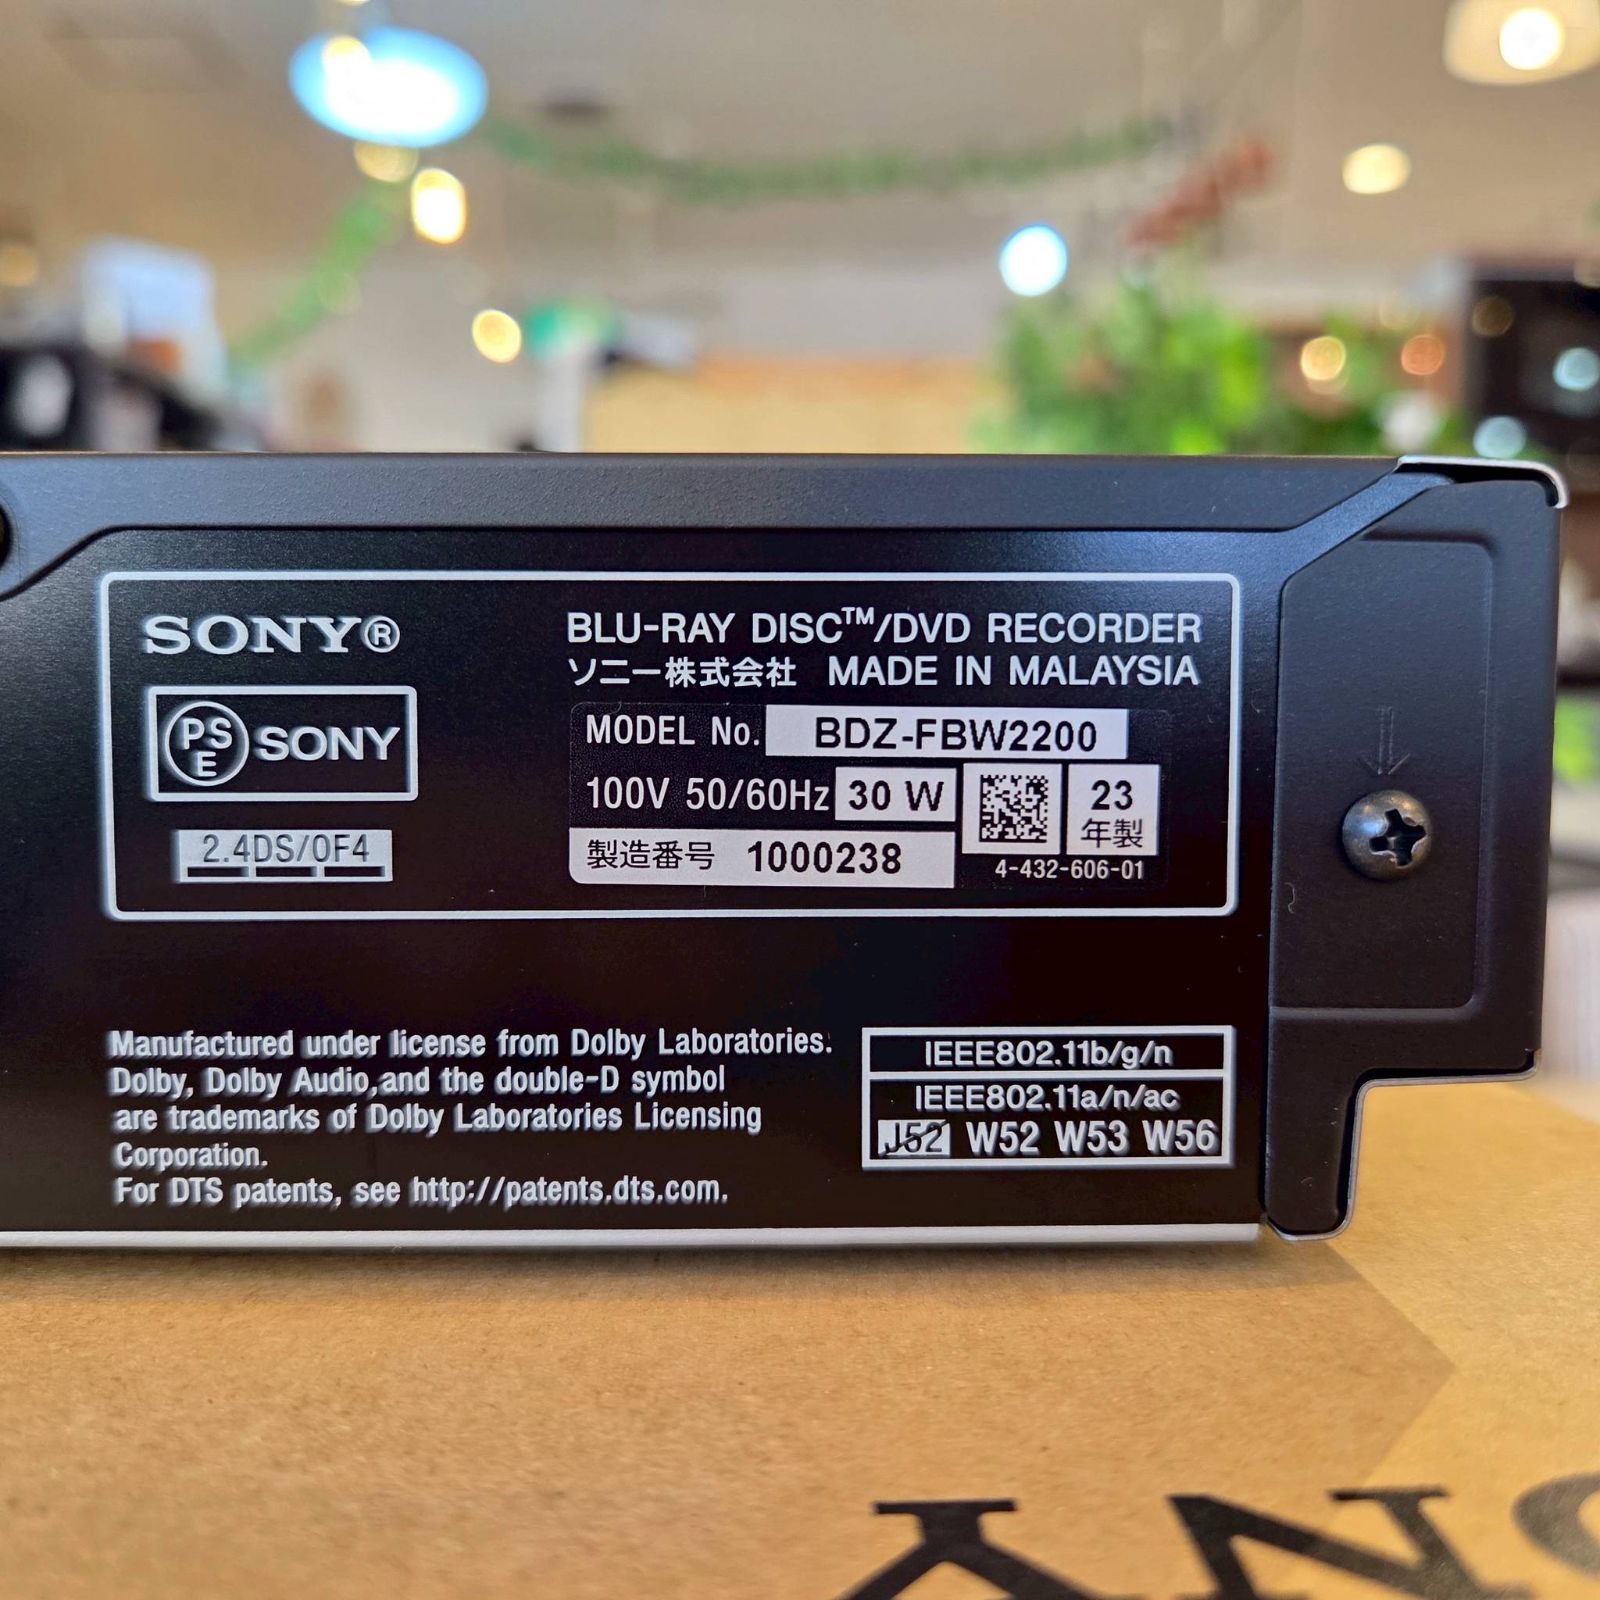 SONY®
PSE SONY
2.4DS/OF4
BLU-RAY DISC™/DVD RECORDER
ソニー株式会社 MADE IN MALAYSIA
MODEL No. BDZ-FBW2200
100V 50/60Hz 30 W
23
年製
製造番号 1000238
4-432-606-01
Manufactured under license from Dolby Laboratories.
Dolby, Dolby Audio,and the double-D symbol
are trademarks of Dolby Laboratories Licensing
Corporation.
For DTS patents, see http://patents.dts.com.
IEEE802.11b/g/n
IEEE802.11a/n/ac
J52 W52 W53 W56
SONY